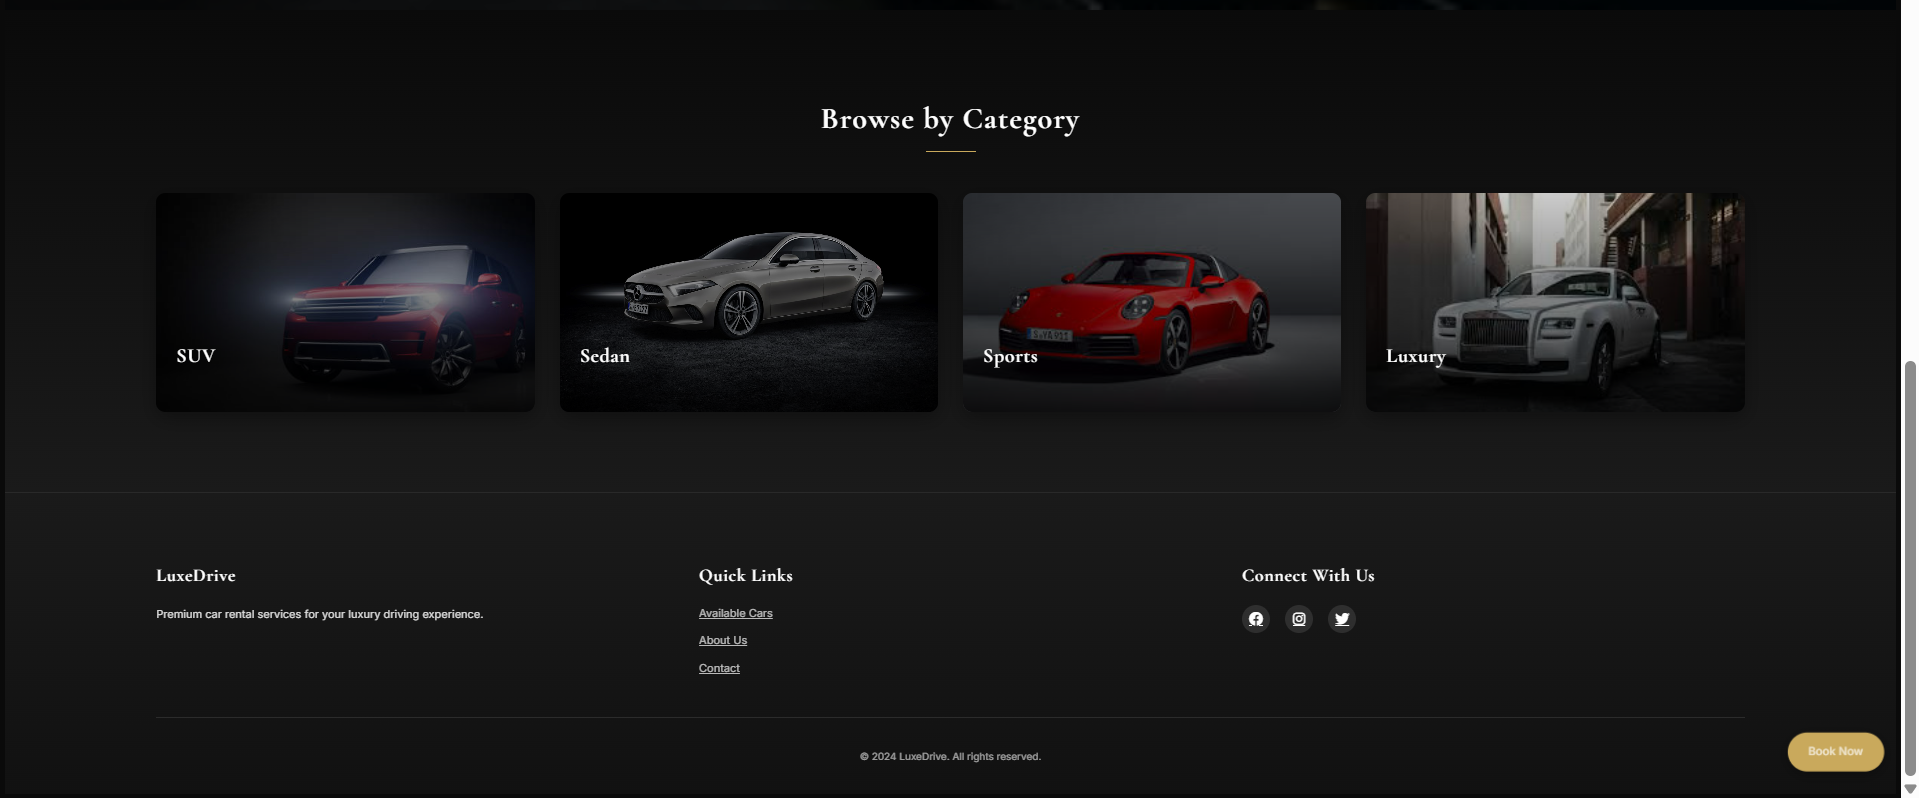 Browse by Category
SUV
Sedan
Sports
Luxury
LuxeDrive
Premium car rental services for your luxury driving experience.
Quick Links
Available Cars
About Us
Contact
Connect With Us
© 2024 LuxeDrive. All rights reserved.
Book Now